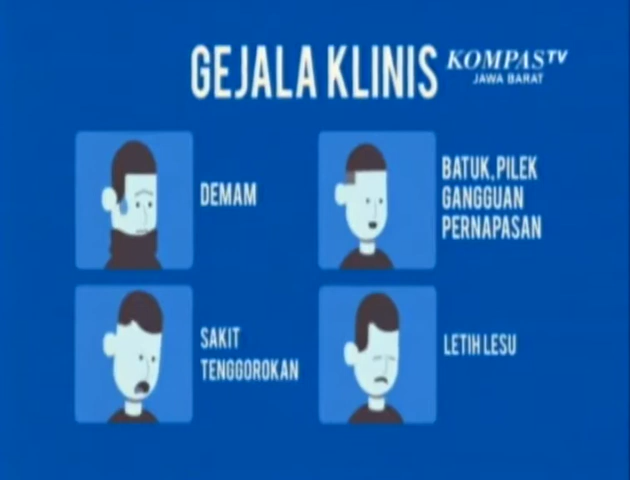 GEJALA KLINIS
KOMPASTV
JAWA BARAT
DEMAM
BATUK, PILEK
GANGGUAN
PERNAPASAN
SAKIT
TENGGOROKAN
LETIH LESU